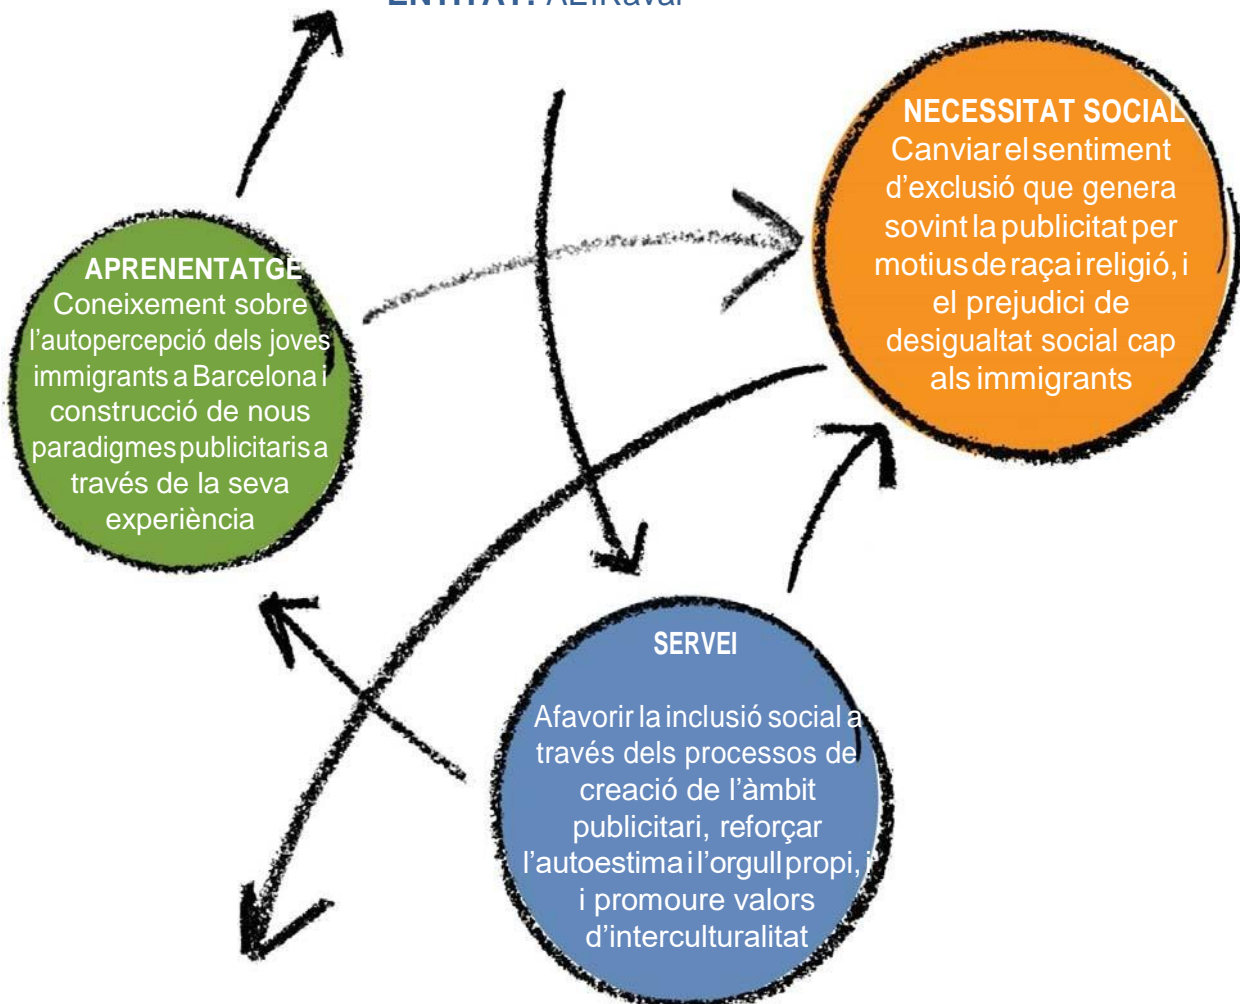 ENTITAT: AEIRaval
NECESSITAT SOCIAL
Canviar el sentiment
d’exclusió que genera
sovint la publicitat per
motius de raça i religió, i
el prejudici de
desigualtat social cap
als immigrants
APRENENTATGE
Coneixement sobre
l’autopercepció dels joves
immigrants a Barcelona i
construcció de nous
paradigmes publicitaris a
través de la seva
experiència
SERVEI
Afavorir la inclusió social a
través dels processos de
creació de l’àmbit
publicitari, reforçar
l’autoestima i l’orgull propi, i
i promoure valors
d’interculturalitat